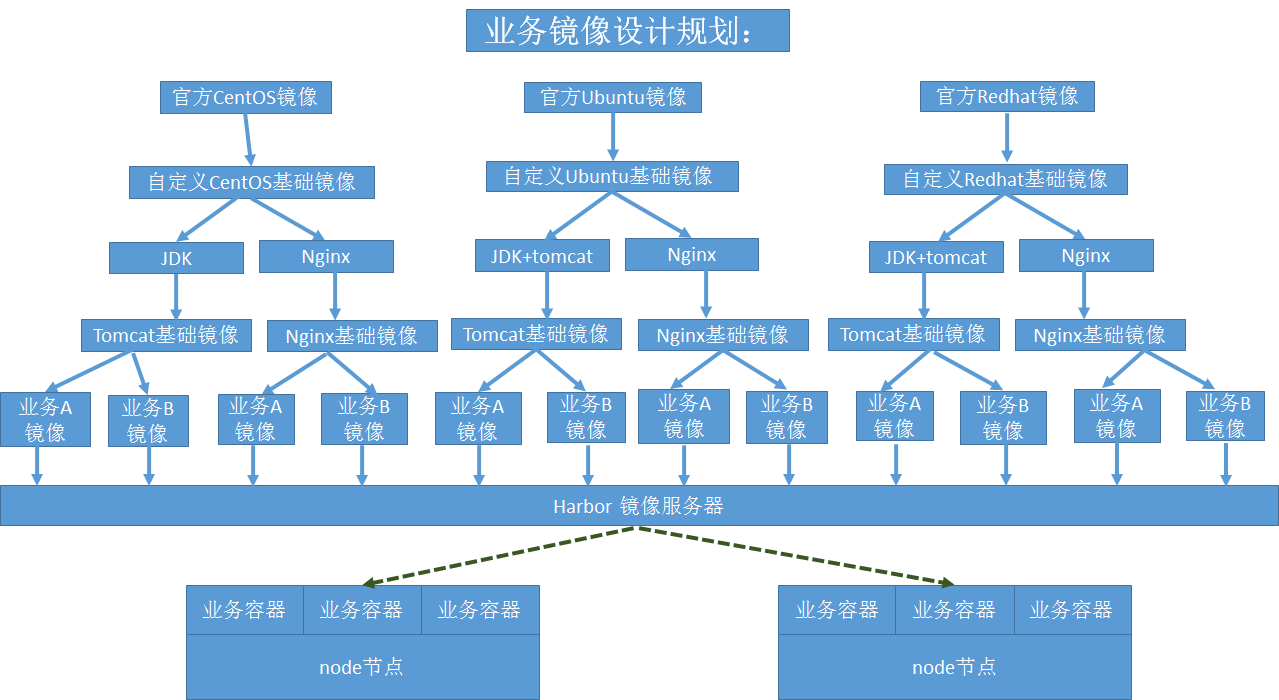 业务镜像设计规划：
官方CentOS镜像
官方Ubuntu镜像
官方Redhat镜像
自定义CentOS基础镜像
自定义Ubuntu基础镜像
自定义Redhat基础镜像
JDK
Nginx
JDK+tomcat
Nginx
JDK+tomcat
Nginx
Tomcat基础镜像
Nginx基础镜像
Tomcat基础镜像
Nginx基础镜像
Tomcat基础镜像
Nginx基础镜像
业务A
镜像
业务B
镜像
业务A
镜像
业务B
镜像
业务A
镜像
业务B
镜像
业务A
镜像
业务B
镜像
业务A
镜像
业务B
镜像
业务A
镜像
业务B
镜像
Harbor 镜像服务器
业务容器
业务容器
业务容器
业务容器
业务容器
业务容器
node节点
node节点